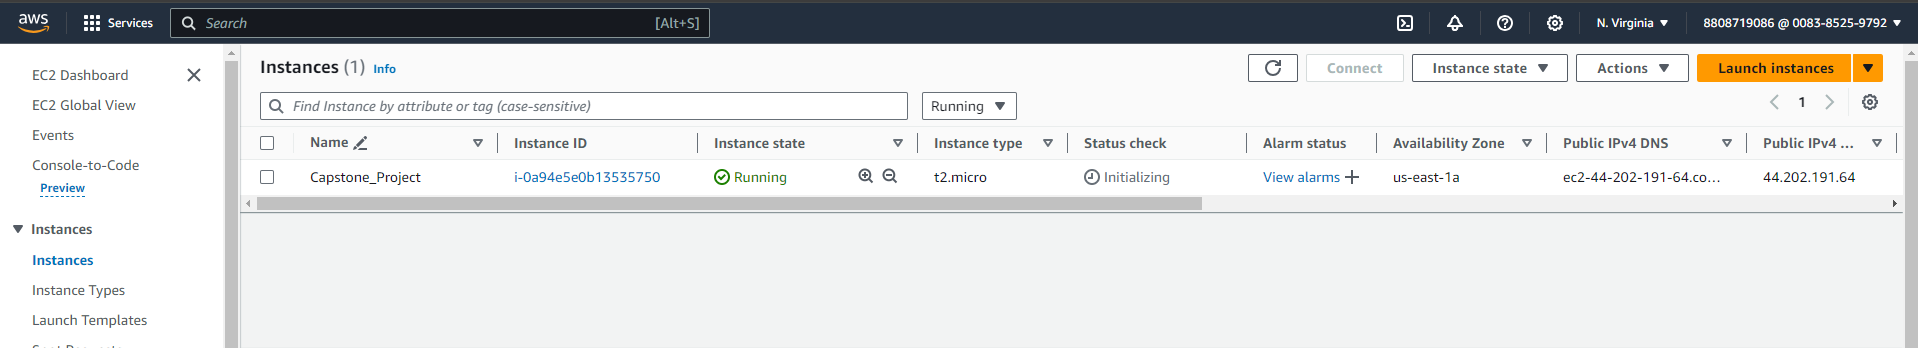 aws Services Search [Alt+S] N. Virginia 8808719086 @ 0083-8525-9792
EC2 Dashboard
EC2 Global View
Events
Console-to-Code
Preview
Instances
Instances
Instance Types
Launch Templates
Instances (1) Info Connect Instance state Actions Launch instances
Find Instance by attribute or tag (case-sensitive) Running 1
Name Instance ID Instance state Instance type Status check Alarm status Availability Zone Public IPv4 DNS Public IPv4 ...
Capstone_Project i-0a94e5e0b13535750 Running t2.micro Initializing View alarms us-east-1a ec2-44-202-191-64.co... 44.202.191.64